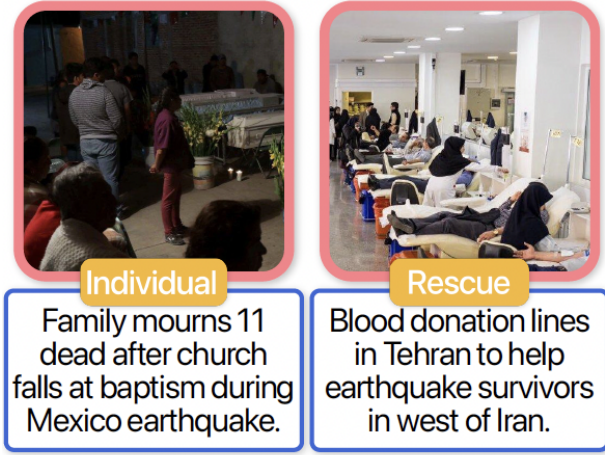 Individual
Family mourns 11
dead after church
falls at baptism during
Mexico earthquake.
Rescue
Blood donation lines
in Tehran to help
earthquake survivors
in west of Iran.